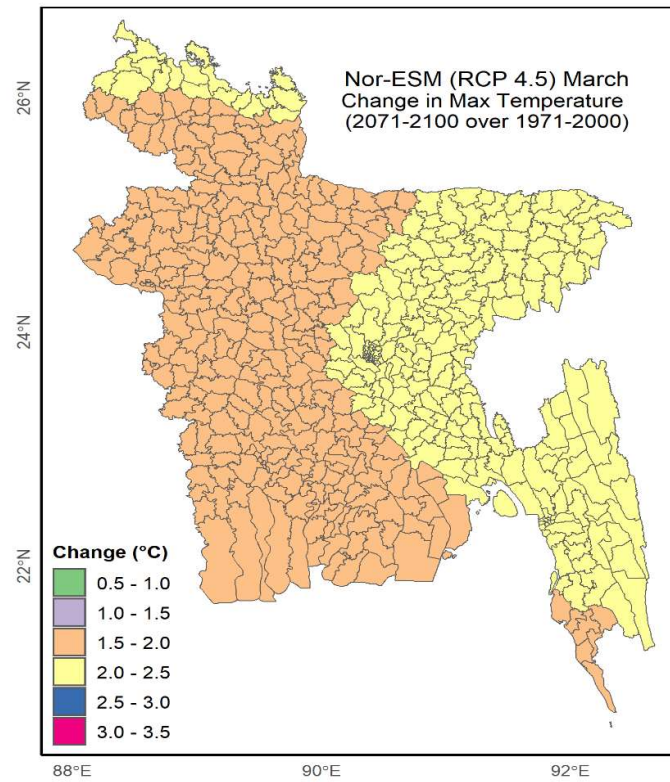 Nor-ESM (RCP 4.5) March
Change in Max Temperature
(2071-2100 over 1971-2000)
26°N
24°N
22°N
Change (°C)
0.5 - 1.0
1.0 - 1.5
1.5 - 2.0
2.0 - 2.5
2.5 - 3.0
3.0 - 3.5
88°E
90°E
92°E